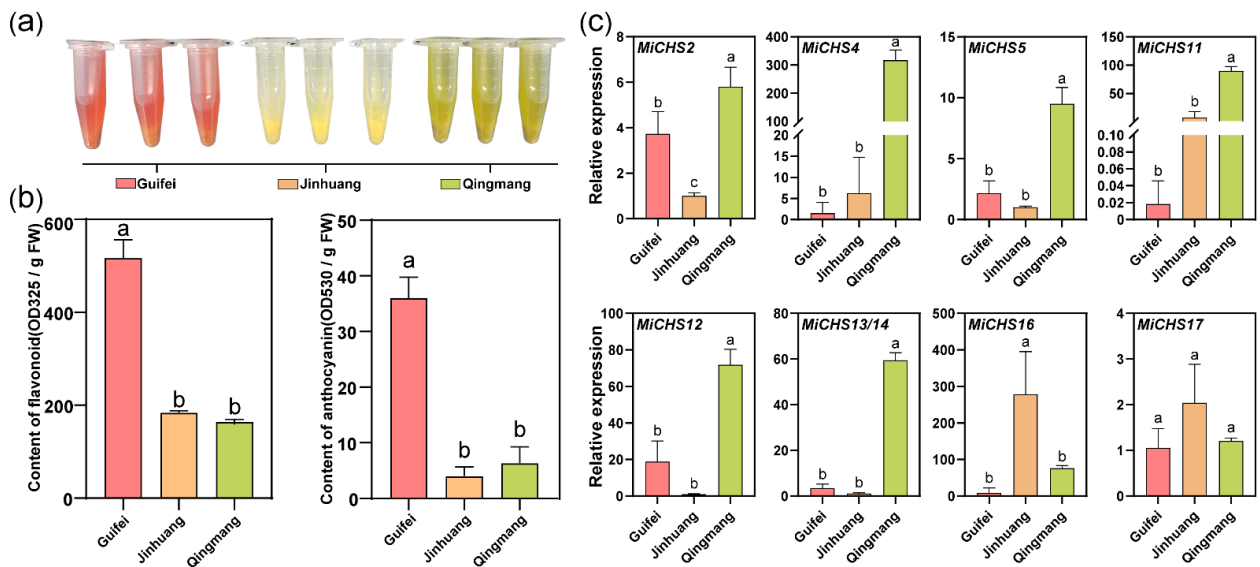 (a)
Guifei
Jinhuang
Qingmang
(b)
Content of flavonoid(OD325 / g FW)
600
400
200
0
a
b
b
Guifei
Jinhuang
Qingmang
Content of anthocyanin(OD530 / g FW)
50
40
30
20
10
0
a
b
b
Guifei
Jinhuang
Qingmang
(c)
Relative expression
MiCHS2
8
6
4
2
0
b
c
a
Guifei
Jinhuang
Qingmang
MiCHS4
400
300
200
100
20
15
10
5
0
b
b
a
Guifei
Jinhuang
Qingmang
MiCHS5
15
10
5
0
b
b
a
Guifei
Jinhuang
Qingmang
MiCHS11
150
100
50
0
0.10
0.08
0.06
0.04
0.02
0.00
b
b
a
Guifei
Jinhuang
Qingmang
Relative expression
MiCHS12
100
80
60
40
20
0
b
b
a
Guifei
Jinhuang
Qingmang
MiCHS13/14
80
60
40
20
0
b
b
a
Guifei
Jinhuang
Qingmang
MiCHS16
500
400
300
200
100
0
b
a
b
Guifei
Jinhuang
Qingmang
MiCHS17
4
3
2
1
0
a
a
a
Guifei
Jinhuang
Qingmang